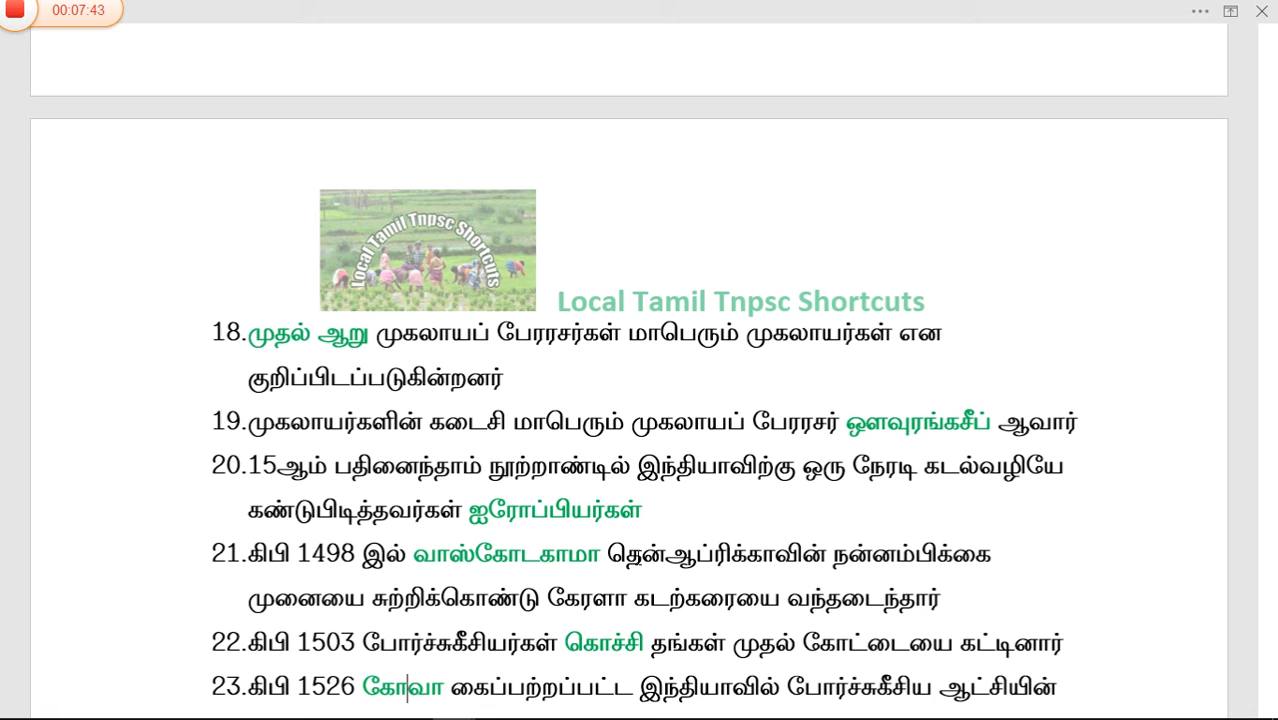 00:07:43
Local Tamil Tnpsc Shortcuts
Local Tamil Tnpsc Shortcuts
18.முதல் ஆறு முகலாயப் பேரரசர்கள் மாபெரும் முகலாயர்கள் என
குறிப்பிடப்படுகின்றனர்
19.முகலாயர்களின் கடைசி மாபெரும் முகலாயப் பேரரசர் ஔவுரங்கசீப் ஆவார்
20.15ஆம் பதினைந்தாம் நூற்றாண்டில் இந்தியாவிற்கு ஒரு நேரடி கடல்வழியே
கண்டுபிடித்தவர்கள் ஐரோப்பியர்கள்
21.கிபி 1498 இல் வாஸ்கோடகாமா தென்ஆப்ரிக்காவின் நன்னம்பிக்கை
முனையை சுற்றிக்கொண்டு கேரளா கடற்கரையை வந்தடைந்தார்
22.கிபி 1503 போர்ச்சுகீசியர்கள் கொச்சி தங்கள் முதல் கோட்டையை கட்டினார்
23.கிபி 1526 கோவா கைப்பற்றப்பட்ட இந்தியாவில் போர்ச்சுகீசிய ஆட்சியின்